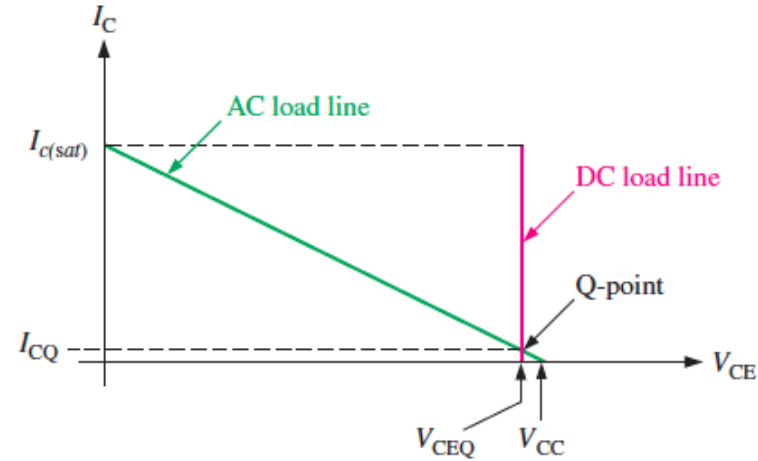 I_C
AC load line
I_c(sat)
DC load line
Q-point
I_CQ
V_CE
V_CEQ
V_CC